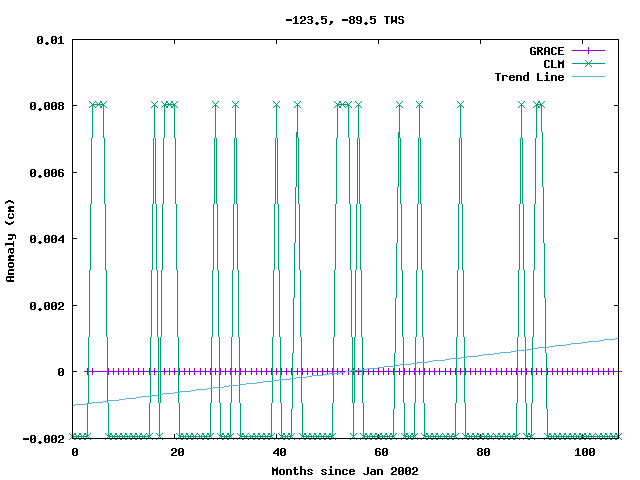 -123.5, -89.5 TWS
0.01
GRACE
CLM
Trend Line
0.008
0.006
0.004
Anomaly (cm)
0.002
0
-0.002
0 20 40 60 80 100
Months since Jan 2002